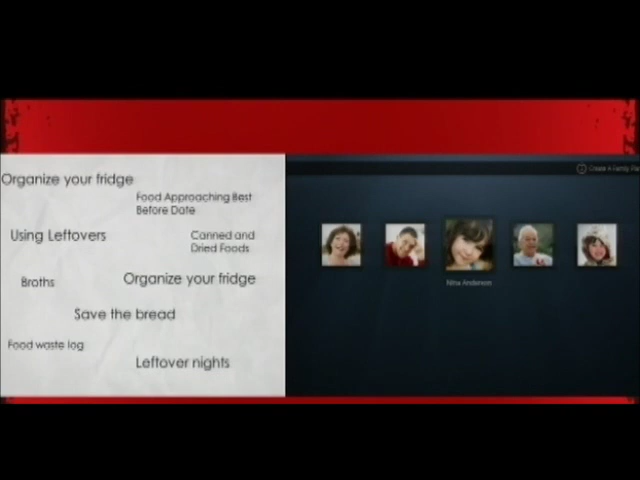 Organize your fridge
Food Approaching Best
Before Date
Using Leftovers
Canned and
Dried Foods
Broths
Organize your fridge
Save the bread
Food waste log
Leftover nights
Create A Family
Nina Anderson